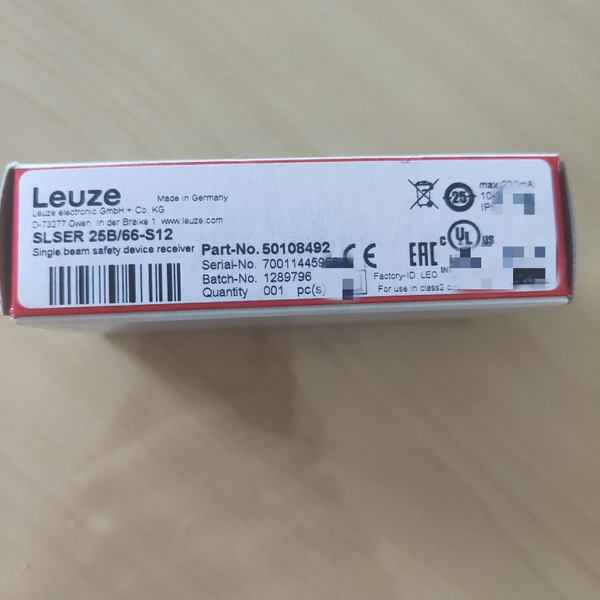 Leuze
Made in Germany
Leuze electronic GmbH + Co. KG
D-73277 Owen In der Braike 1 www.leuze.com
SLSER 25B/66-S12
Single beam safety device receiver
Part-No. 50108492
Serial-No. 700114459
Batch-No. 1289796
Quantity 001 pc(s)
25
max.
CE
EAC
c UL us
Factory-ID: LEO
For use in class2